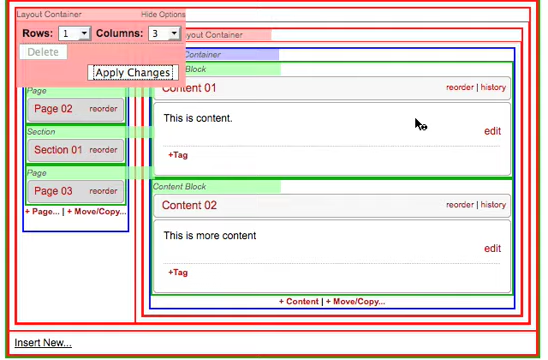 Layout Container Hide Options
Rows: 1 Columns: 3
Delete
Apply Changes
ayout Container
Container
Block
Page
Page 02 reorder
Section
Section 01 reorder
Page
Page 03 reorder
+ Page... | + Move/Copy...
Content 01 reorder | history
This is content.
edit
+Tag
Content Block
Content 02 reorder | history
This is more content
edit
+Tag
+ Content | + Move/Copy...
Insert New...